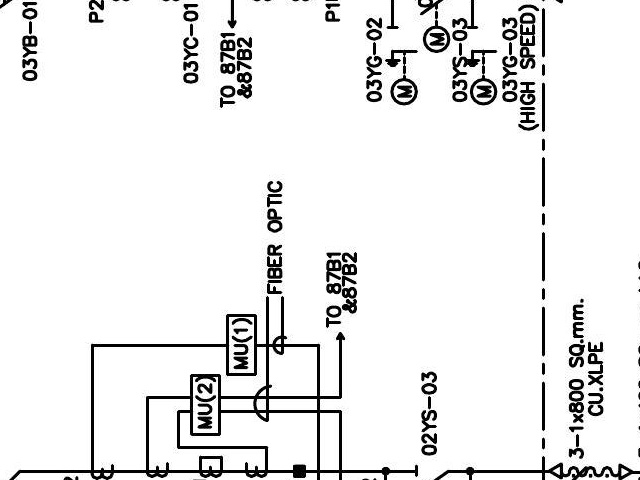 03YB-01
P2
03YC-01
TO 87B1
&87B2
03YG-02
M
M
03YS-03
M
03YG-03
(HIGH SPEED)
FIBER OPTIC
TO 87B1
&87B2
MU(1)
MU(2)
02YS-03
3-1x800 SQ.mm.
CU.XLPE